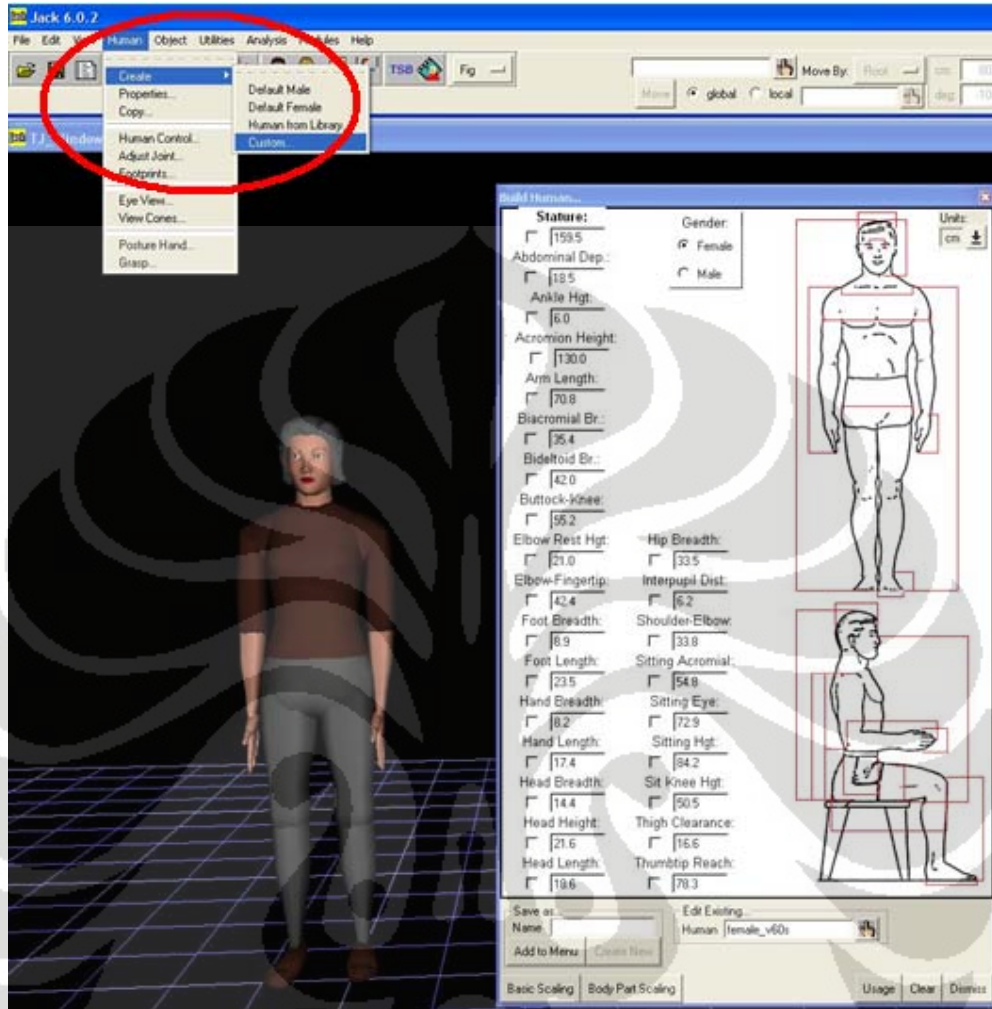 Jack 6.0.2
File Edit Human Object Utilities Analysis Modules Help
TSB Fig Move By: Root cm
Move global local deg
TJ_Window
Create
Properties...
Copy...
Human Control...
Adjust Joint...
Footprints...
Eye View...
View Cones...
Posture Hand...
Grasp...
Default Male
Default Female
Human from Library
Custom...
Build Human...
Stature:
159.5
Abdominal Dep.:
18.5
Ankle Hgt:
6.0
Acromion Height:
130.0
Arm Length:
70.8
Biacromial Br.:
35.4
Bideltoid Br.:
42.0
Buttock-Knee:
55.2
Elbow Rest Hgt:
21.0
Elbow-Fingertip:
42.4
Foot Breadth:
8.9
Foot Length:
23.5
Hand Breadth:
8.2
Hand Length:
17.4
Head Breadth:
14.4
Head Height:
21.6
Head Length:
18.6
Gender:
Female
Male
Units:
cm
Hip Breadth:
33.5
Interpupil Dist:
6.2
Shoulder-Elbow:
33.8
Sitting Acromial:
54.8
Sitting Eye:
72.9
Sitting Hgt:
84.2
Sit Knee Hgt:
50.5
Thigh Clearance:
16.6
Thumbtip Reach:
78.3
Save as...
Name
Add to Menu Create New
Edit Existing...
Human female_v60s
Basic Scaling Body Part Scaling Usage Clear Dismiss